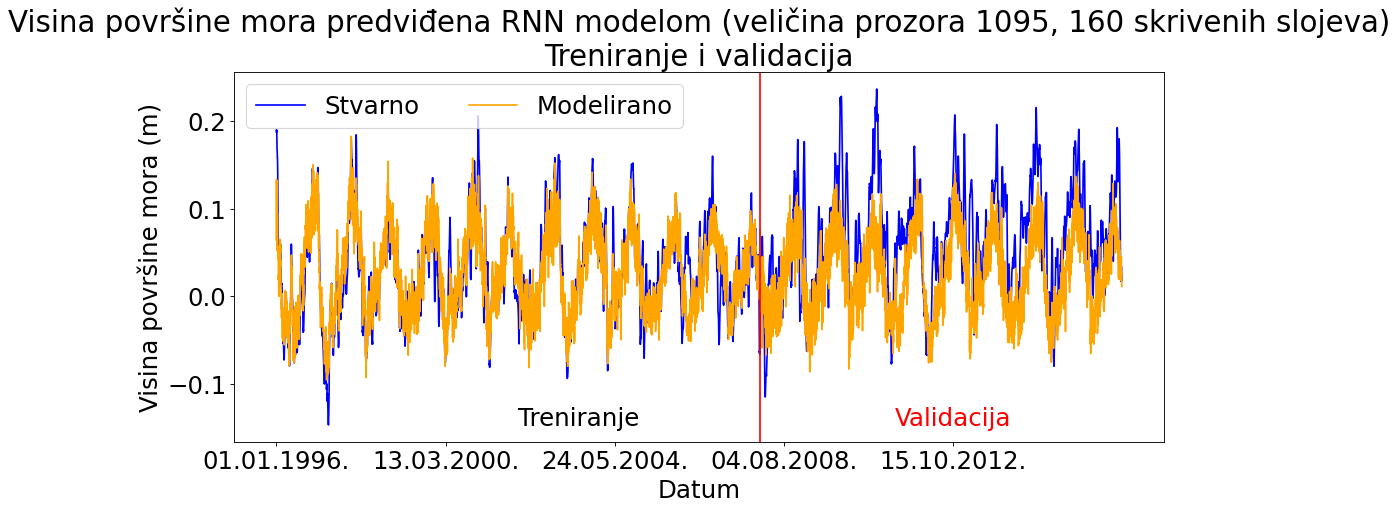 Visina površine mora predviđena RNN modelom (veličina prozora 1095, 160 skrivenih slojeva)
Treniranje i validacija
Stvarno Modelirano
Visina površine mora (m)
0.2
0.1
0.0
−0.1
Treniranje Validacija
01.01.1996. 13.03.2000. 24.05.2004. 04.08.2008. 15.10.2012.
Datum